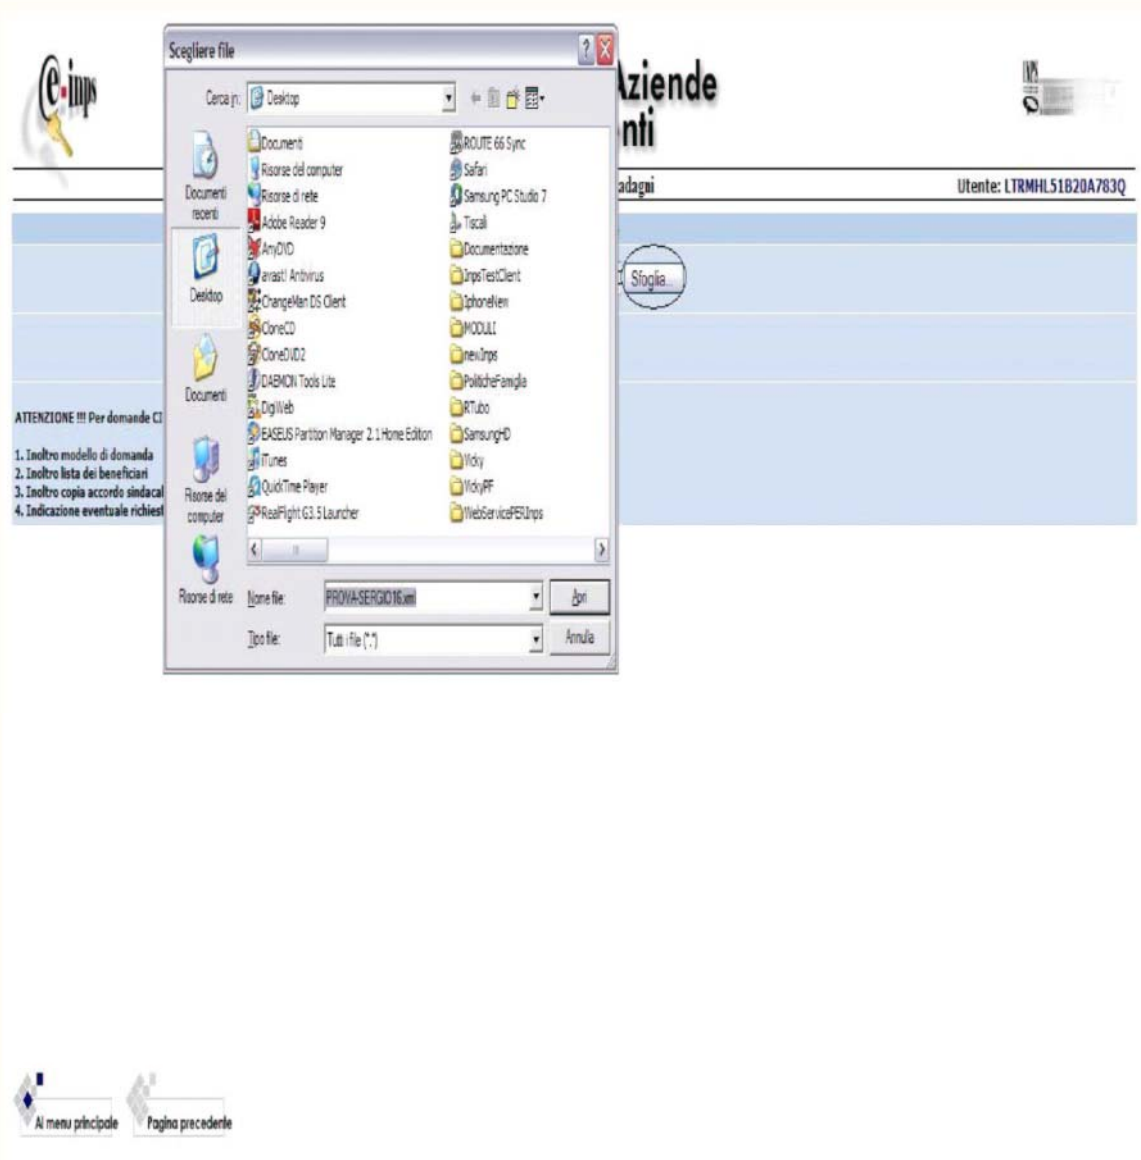 e-inps
Scegliere file
Aziende
nti
INPS
adagni
Utente: LTRMHL51B20A783Q
Cerca in:
Desktop
Documenti recenti
Desktop
Documenti
Risorse del computer
Risorse di rete
Documenti
Risorse del computer
Risorse di rete
Adobe Reader 9
AnyDVD
avast! Antivirus
ChangeMan DS Client
CloneCD
CloneDVD2
DAEMON Tools Lite
DigiWeb
EASEUS Partition Manager 2.1 Home Edition
iTunes
QuickTime Player
RealFlight G3.5 Launcher
ROUTE 66 Sync
Safari
Samsung PC Studio 7
Tiscali
Documentazione
InpsTestClient
IphoneNew
MODULI
newInps
PoliticheFamiglia
RTubo
SamsungHD
Vicky
VickyPF
WebServicePERInps
Sfoglia...
Nome file:
PROVA-SERGIO16.xml
Apri
Tipo file:
Tutti i file (*.*)
Annulla
ATTENZIONE !!! Per domande CI
1. Inoltro modello di domanda
2. Inoltro lista dei beneficiari
3. Inoltro copia accordo sindacal
4. Indicazione eventuale richiest
Al menu principale
Pagina precedente